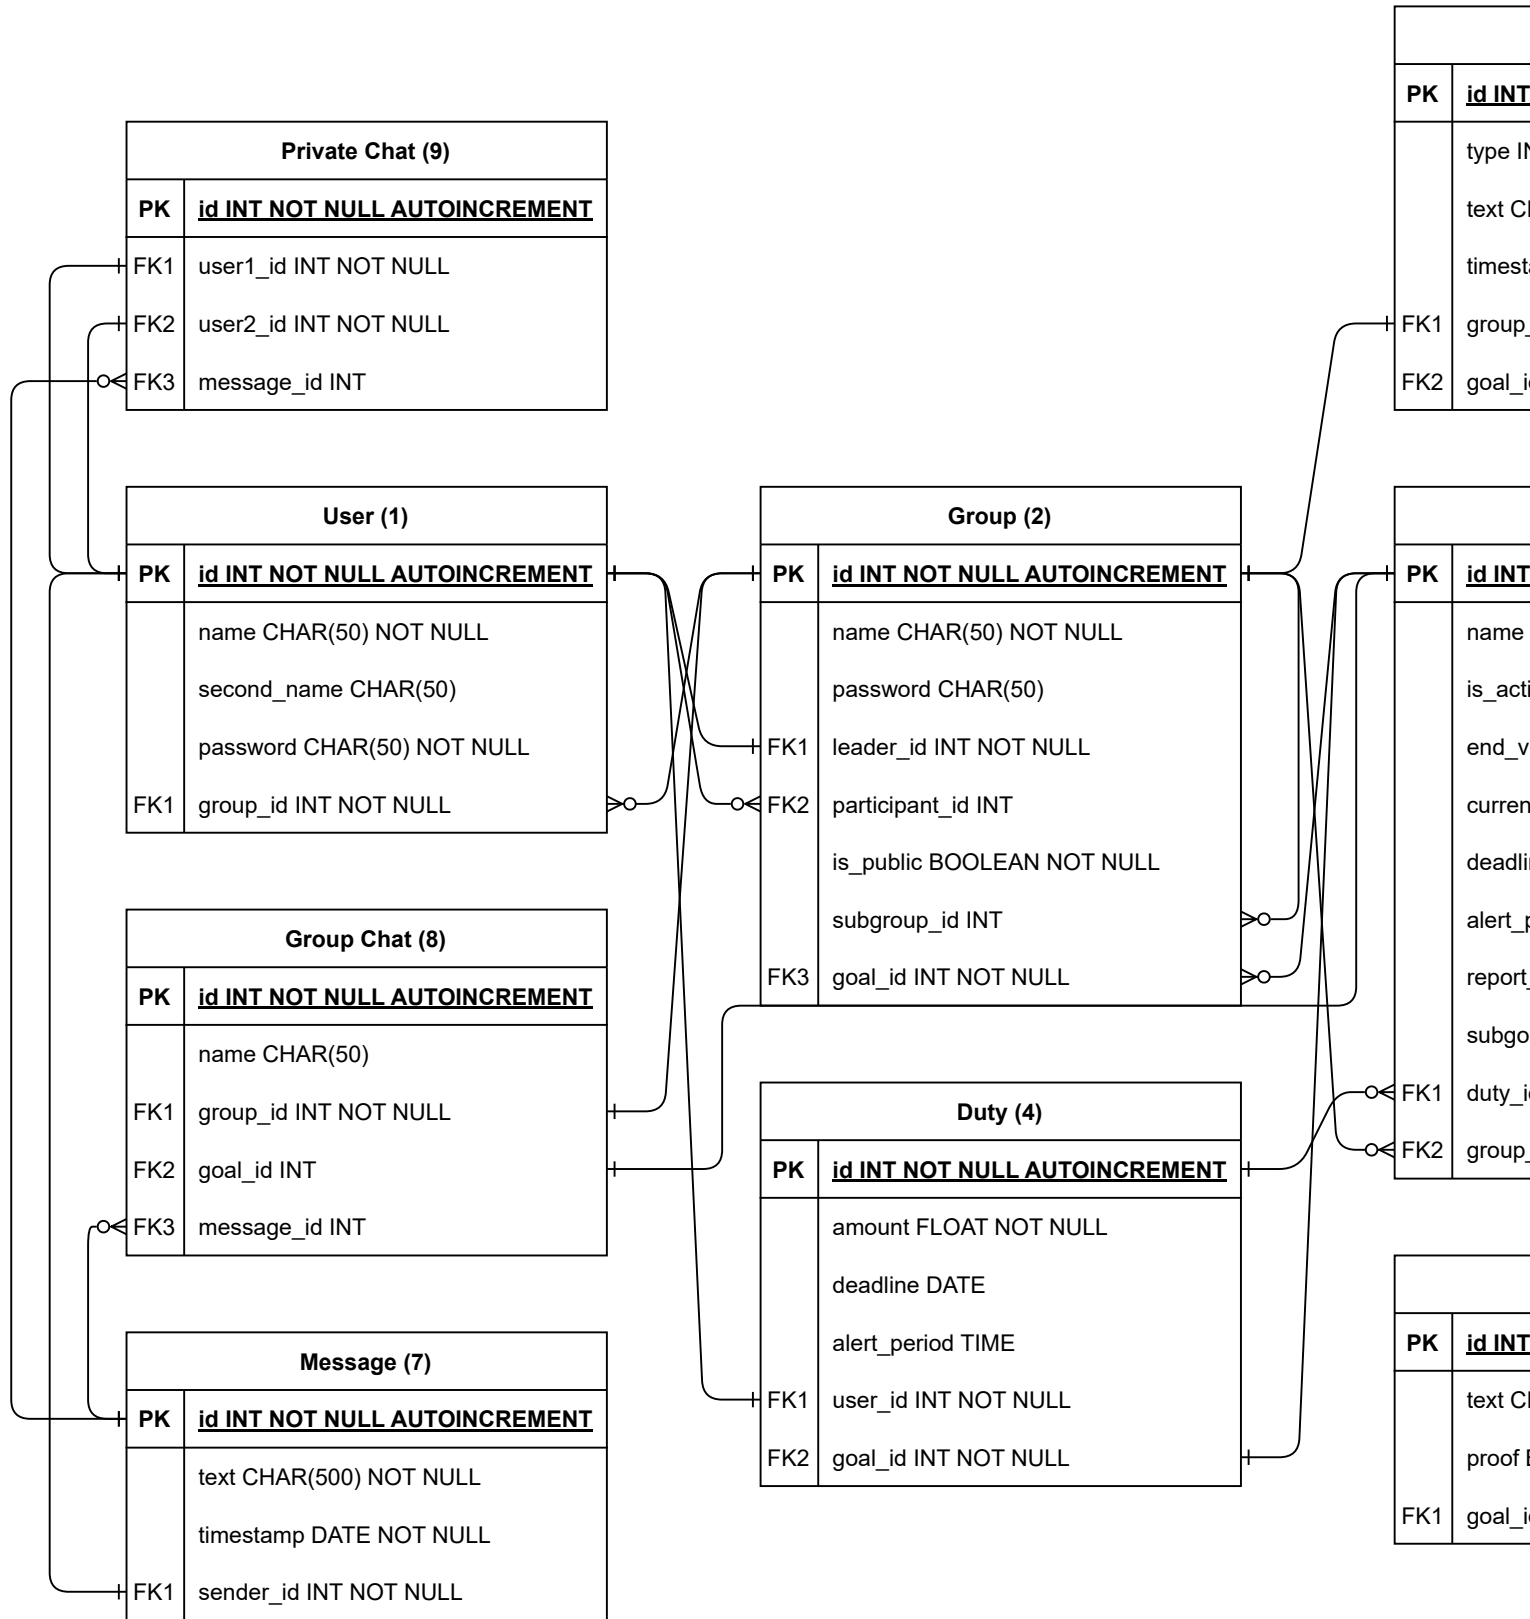 Private Chat (9)
PK id INT NOT NULL AUTOINCREMENT
FK1 user1_id INT NOT NULL
FK2 user2_id INT NOT NULL
FK3 message_id INT
User (1)
PK id INT NOT NULL AUTOINCREMENT
name CHAR(50) NOT NULL
second_name CHAR(50)
password CHAR(50) NOT NULL
FK1 group_id INT NOT NULL
Group Chat (8)
PK id INT NOT NULL AUTOINCREMENT
name CHAR(50)
FK1 group_id INT NOT NULL
FK2 goal_id INT
FK3 message_id INT
Message (7)
PK id INT NOT NULL AUTOINCREMENT
text CHAR(500) NOT NULL
timestamp DATE NOT NULL
FK1 sender_id INT NOT NULL
Group (2)
PK id INT NOT NULL AUTOINCREMENT
name CHAR(50) NOT NULL
password CHAR(50)
FK1 leader_id INT NOT NULL
FK2 participant_id INT
is_public BOOLEAN NOT NULL
subgroup_id INT
FK3 goal_id INT NOT NULL
Duty (4)
PK id INT NOT NULL AUTOINCREMENT
amount FLOAT NOT NULL
deadline DATE
alert_period TIME
FK1 user_id INT NOT NULL
FK2 goal_id INT NOT NULL
PK id INT
type
text
FK1
FK2
PK id INT
name
FK1
FK2
PK id INT
text
proof
FK1